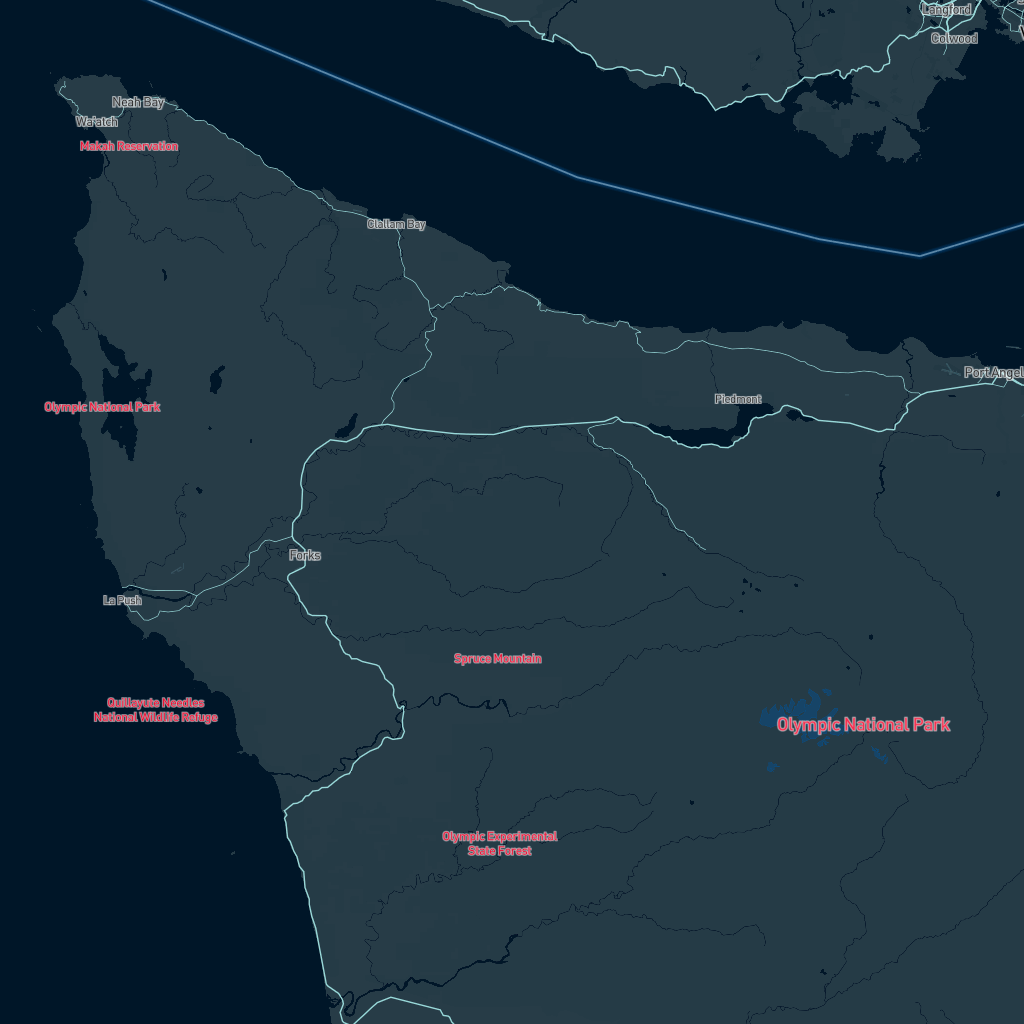 Langford
Colwood
Neah Bay
Wa'atch
Makah Reservation
Clallam Bay
Port Angel
Piedmont
Olympic National Park
Forks
La Push
Spruce Mountain
Quillayute Needles
National Wildlife Refuge
Olympic National Park
Olympic Experimental
State Forest